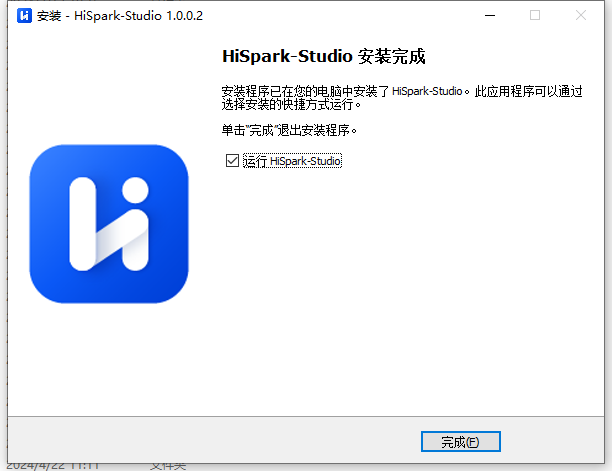 安装 - HiSpark-Studio 1.0.0.2
HiSpark-Studio 安装完成
安装程序已在您的电脑中安装了 HiSpark-Studio。此应用程序可以通过
选择安装的快捷方式运行。
单击"完成"退出安装程序。
运行 HiSpark-Studio
完成(F)
2024/4/22 11:11 文件夹